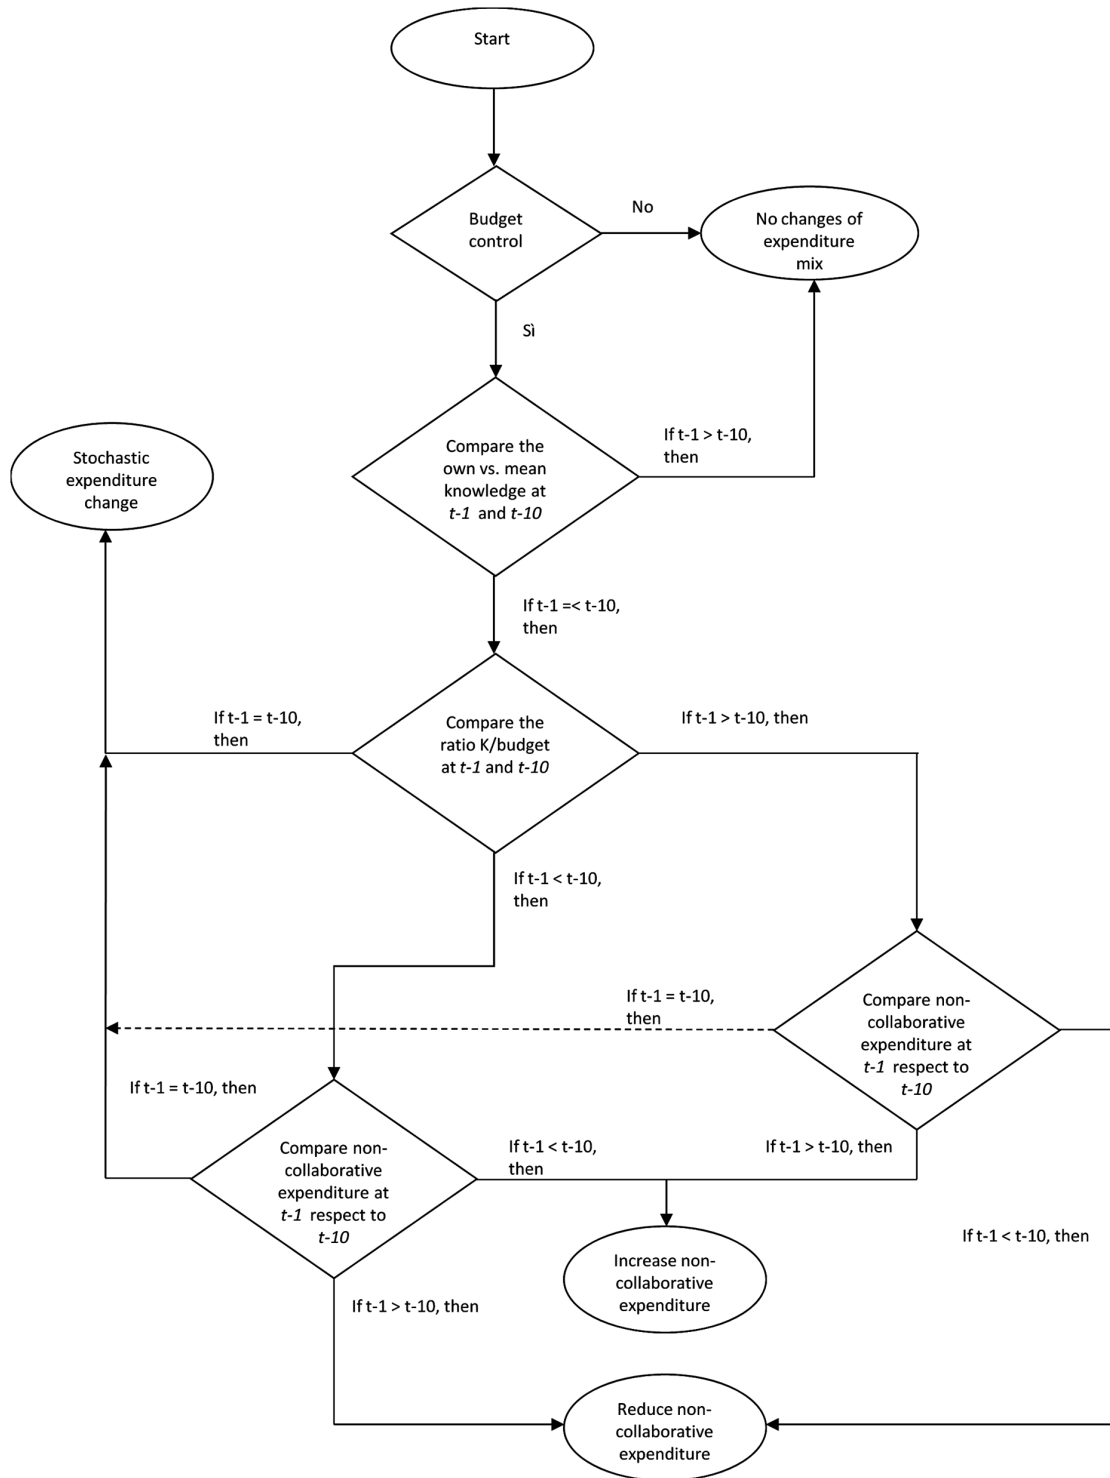 Start
Budget
control
No
No changes of
expenditure
mix
Sì
Compare the
own vs. mean
knowledge at
t-1 and t-10
If t-1 > t-10,
then
Stochastic
expenditure
change
If t-1 =< t-10,
then
Compare the
ratio K/budget
at t-1 and t-10
If t-1 = t-10,
then
If t-1 > t-10, then
If t-1 < t-10,
then
If t-1 = t-10,
then
Compare non-
collaborative
expenditure at
t-1 respect to
t-10
If t-1 = t-10, then
Compare non-
collaborative
expenditure at
t-1 respect to
t-10
If t-1 < t-10,
then
If t-1 > t-10, then
If t-1 < t-10, then
Increase non-
collaborative
expenditure
If t-1 > t-10, then
Reduce non-
collaborative
expenditure